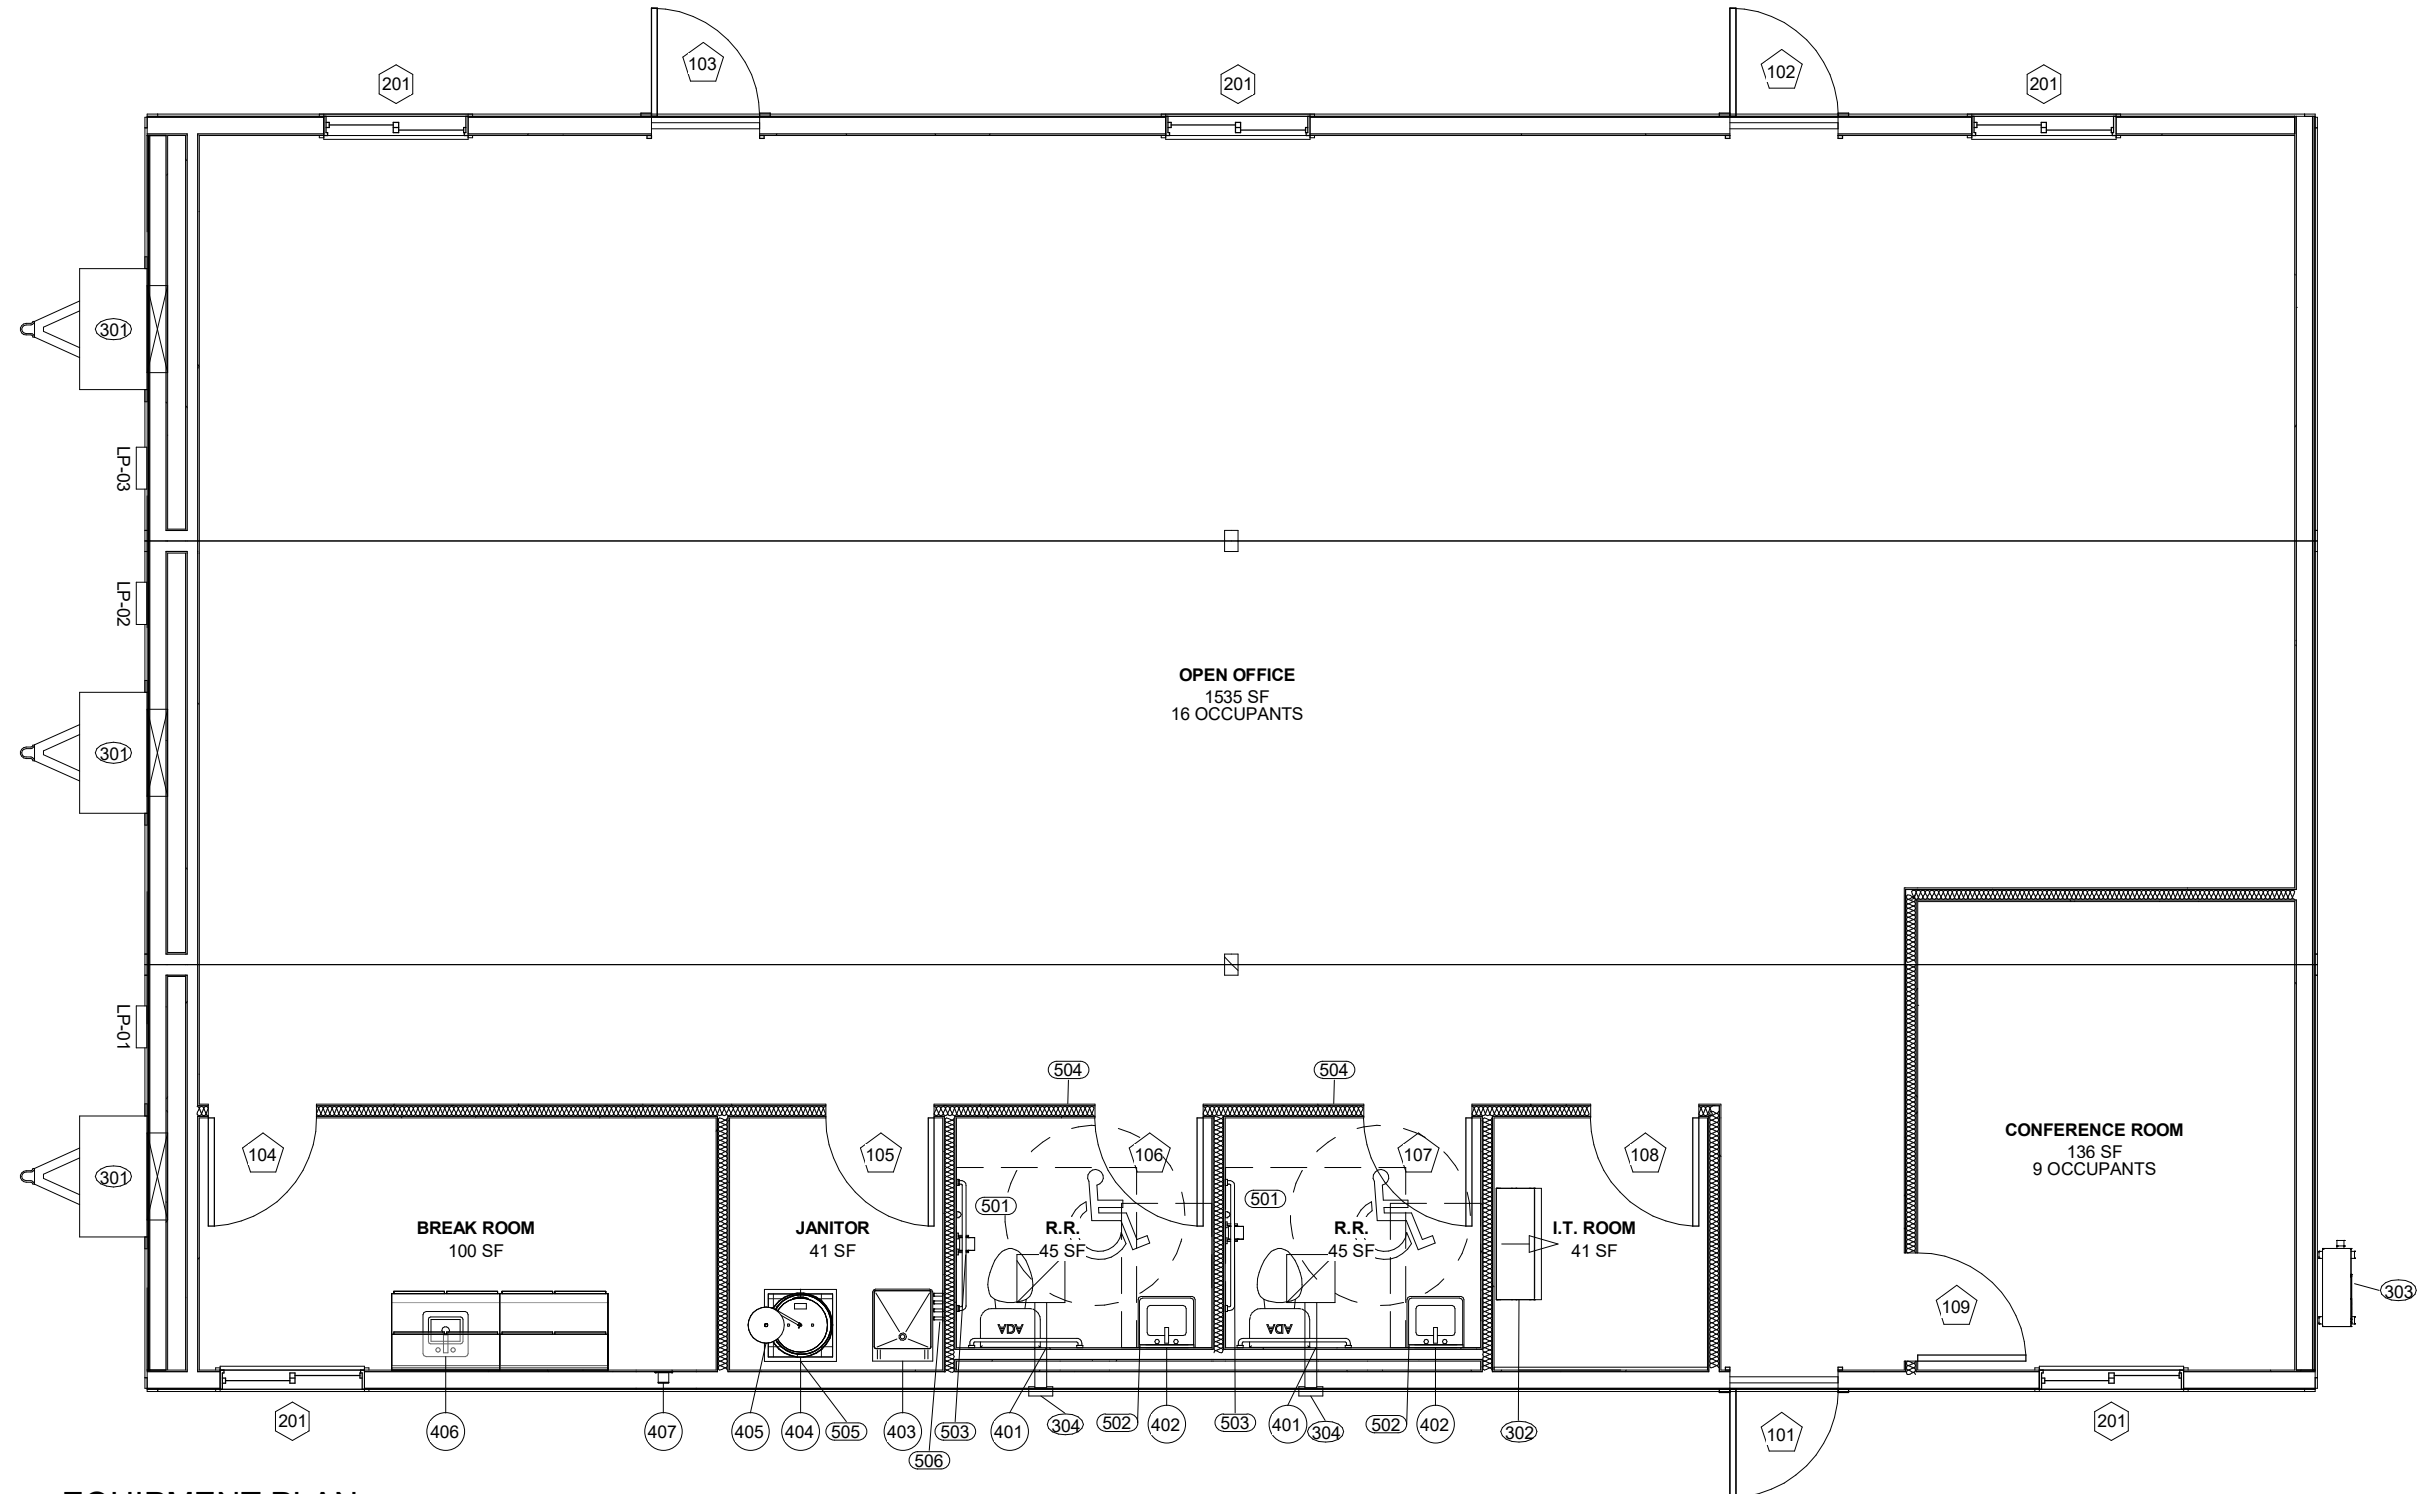 103
102
201
201
201
301
LP-03
LP-02
OPEN OFFICE
1535 SF
16 OCCUPANTS
301
LP-01
504
504
CONFERENCE ROOM
136 SF
9 OCCUPANTS
104
105
106
107
108
301
501
501
BREAK ROOM
100 SF
JANITOR
41 SF
R.R.
45 SF
R.R.
45 SF
I.T. ROOM
41 SF
303
109
ADA
ADA
201
406
407
405
404
505
403
506
503
401
304
502
402
503
401
304
502
402
302
101
201
EQUIPMENT PLAN